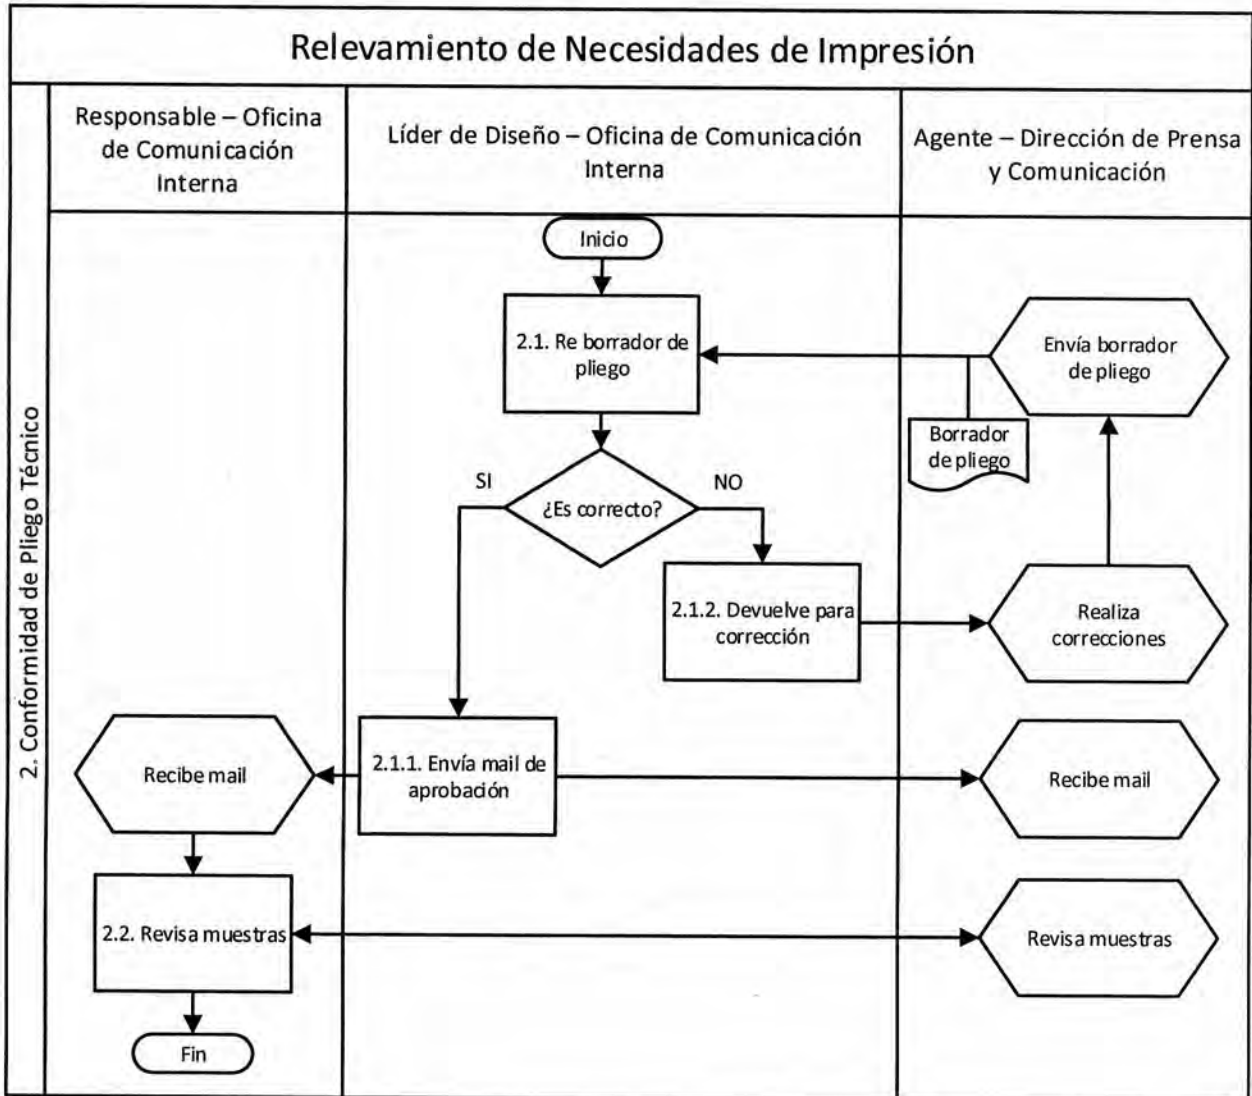 Relevamiento de Necesidades de Impresión
2. Conformidad de Pliego Técnico
Responsable – Oficina
de Comunicación
Interna
Líder de Diseño – Oficina de Comunicación
Interna
Agente – Dirección de Prensa
y Comunicación
Inicio
2.1. Re borrador de
pliego
Envía borrador
de pliego
Borrador
de pliego
¿Es correcto?
SI
NO
2.1.2. Devuelve para
corrección
Realiza
correcciones
Recibe mail
2.1.1. Envía mail de
aprobación
Recibe mail
2.2. Revisa muestras
Revisa muestras
Fin